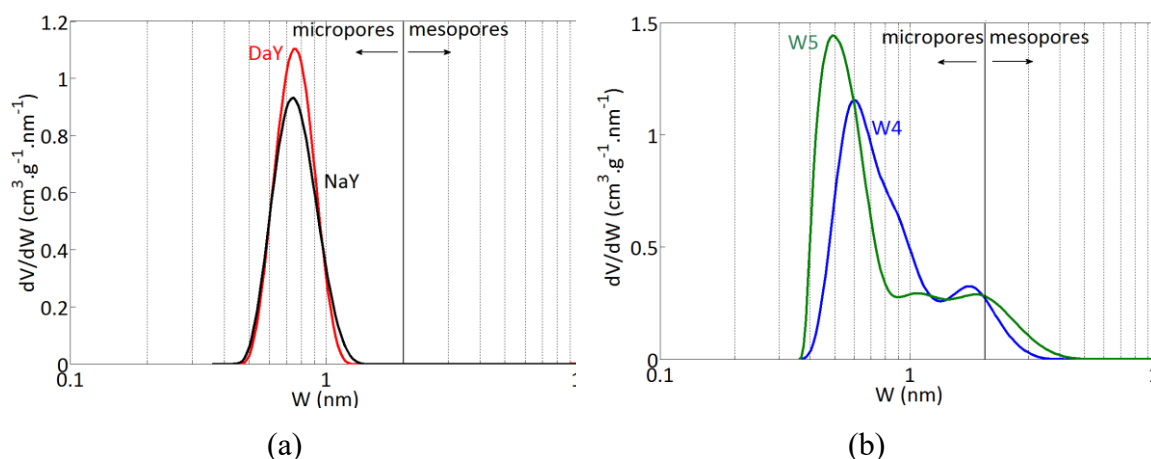 1.2
1
0.8
0.6
0.4
0.2
0
dV/dW (cm³.g⁻¹.nm⁻¹)
micropores
mesopores
DaY
NaY
0.1
1
1
W (nm)
(a)
1.5
1
0.5
0
dV/dW (cm³.g⁻¹.nm⁻¹)
micropores
mesopores
W5
W4
0.1
1
1
W (nm)
(b)